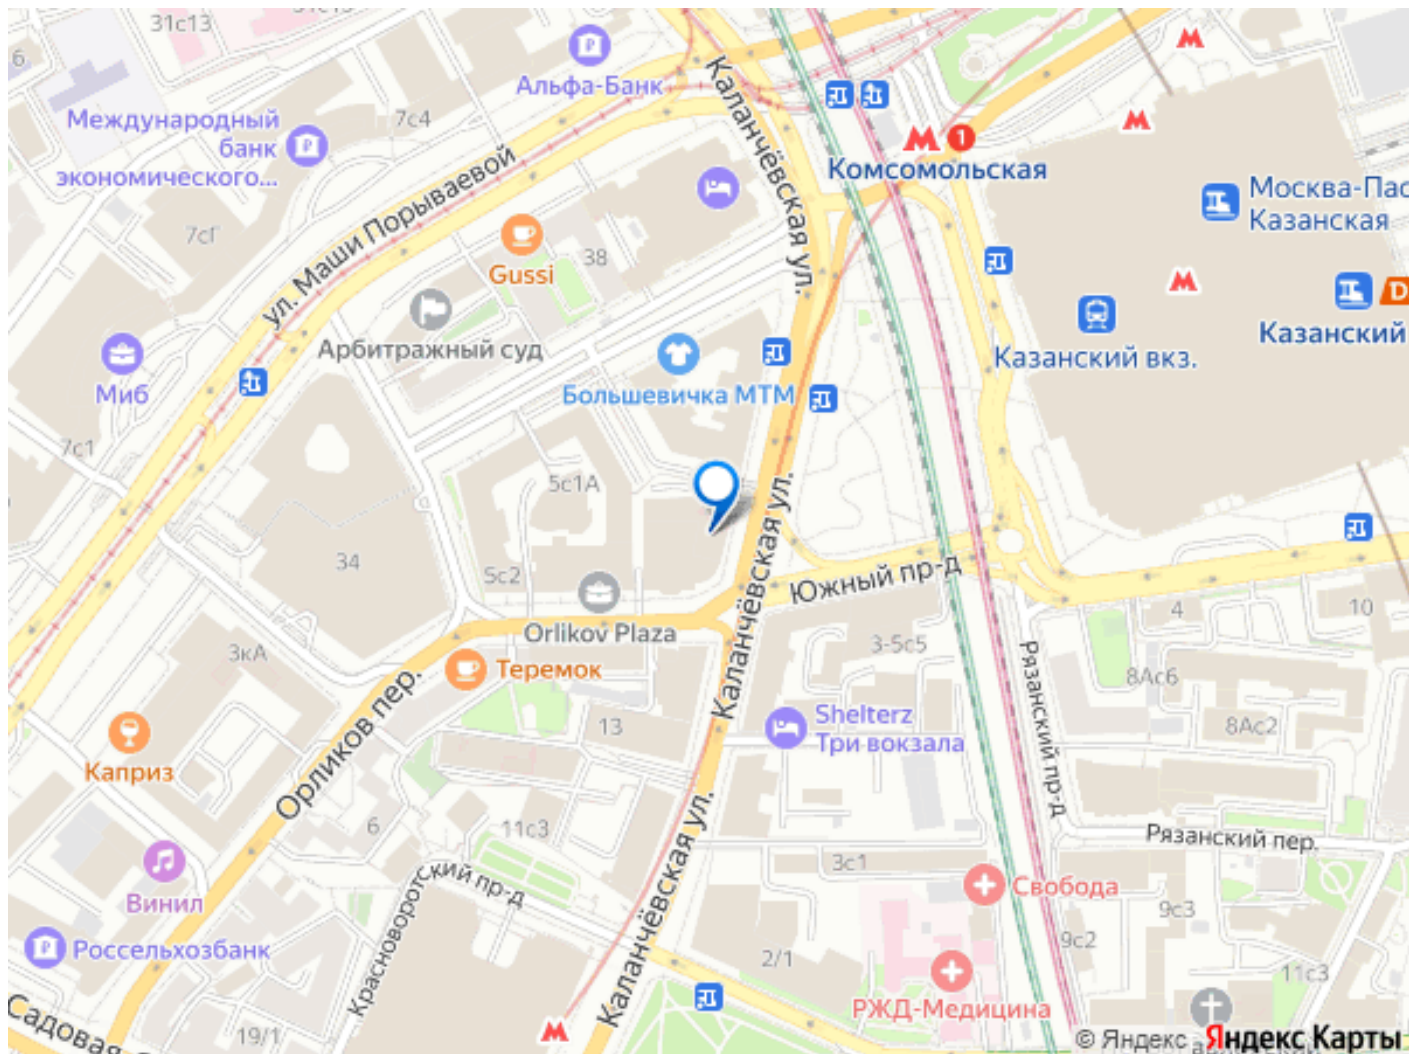 31с13
31с11
6
Альфа-Банк
Международный
банк
экономического...
7с4
Каланчёвская ул.
1
Комсомольская
Москва-Пас
Казанская
ул. Маши Порываевой
7сГ
38
Gussi
D
Казанский
Казанский вкз.
Арбитражный суд
Миб
Большевичка МТМ
7с1
5с1А
Каланчёвская ул.
34
5с2
Южный пр-д
Orlikov Plaza
4
10
3кА
3-5с5
Теремок
8Ас6
Рязанский пр-д
Орликов пер.
Shelterz
Три вокзала
13
8Ас2
Каприз
Каланчёвская ул.
6
11с3
Рязанский пер.
3с1
Красноворотский пр-д
Свобода
Винил
9с3
Россельхозбанк
9с2
2/1
11с3
РЖД-Медицина
Садовая
19/1
© Яндекс Яндекс Карты